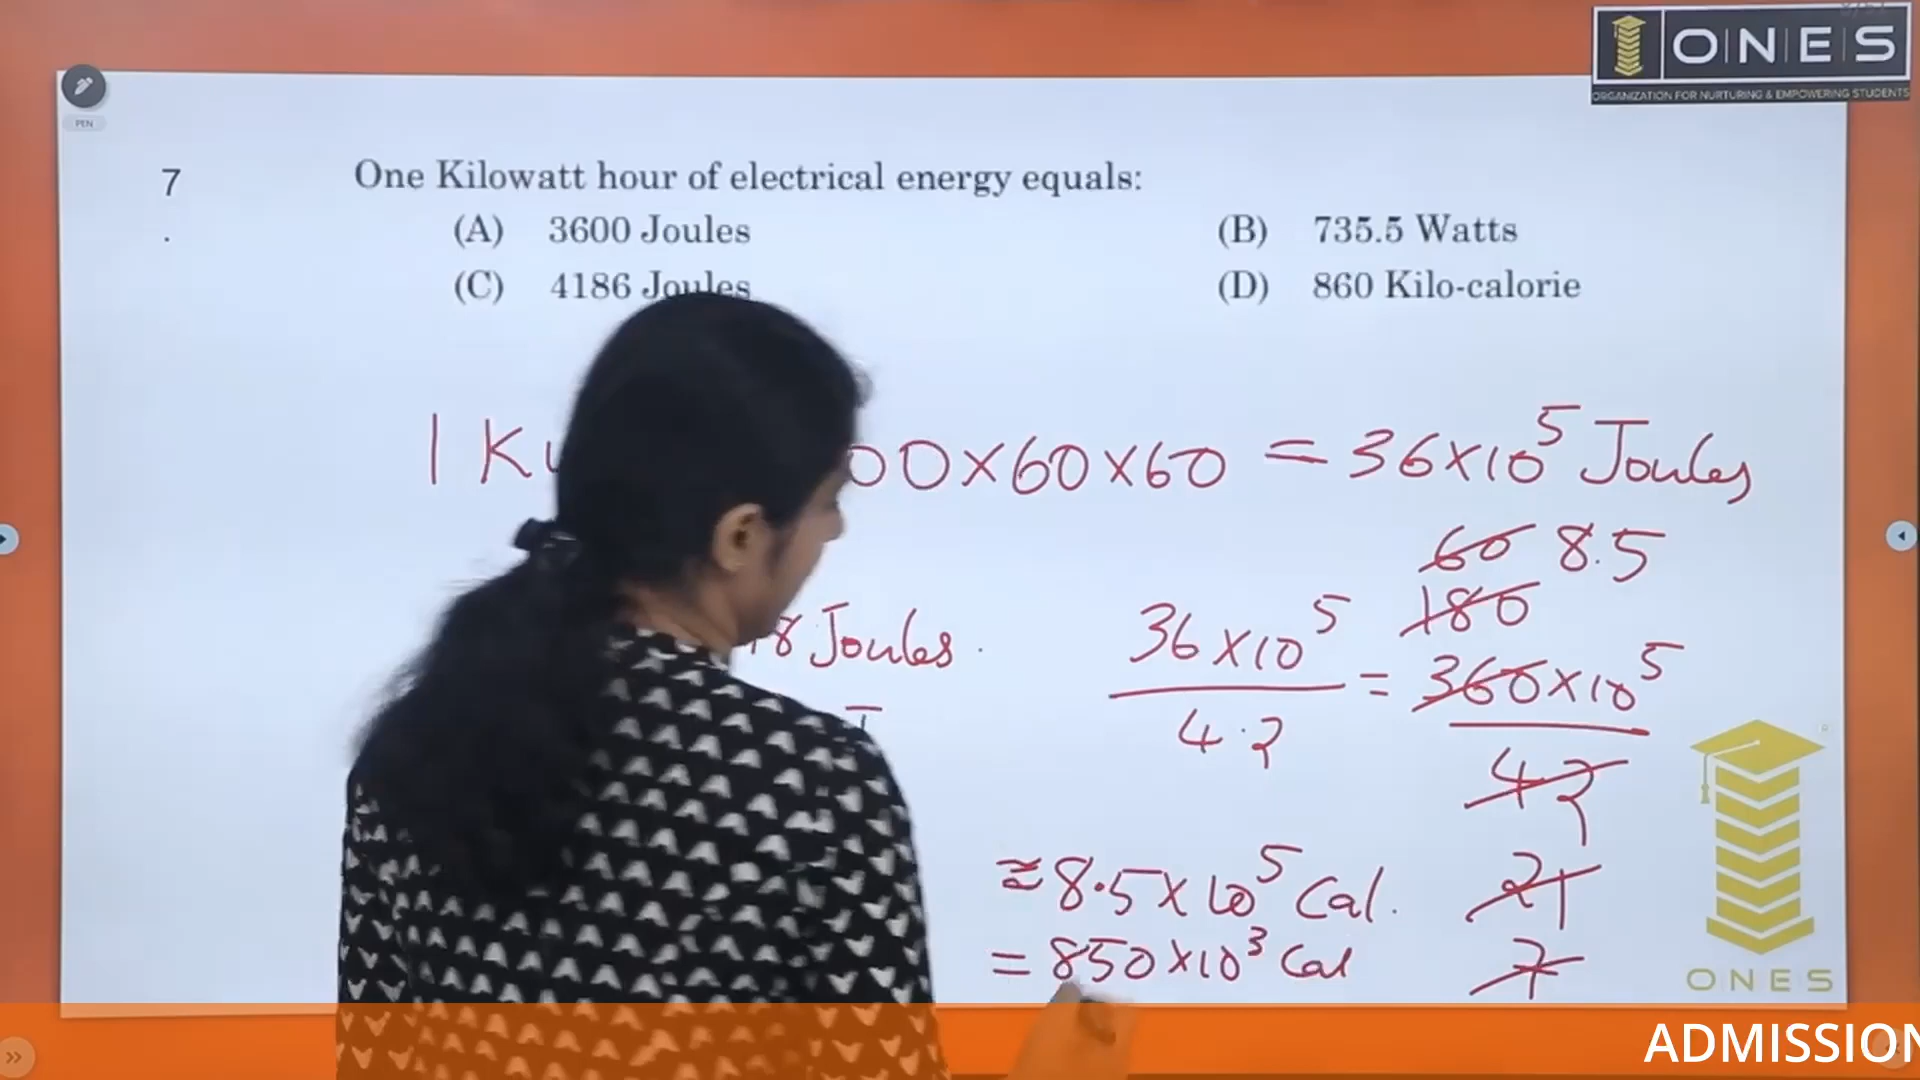 O|N|E|S
ORGANIZATION FOR NURTURING & EMPOWERING STUDENTS
PEN
7
.
One Kilowatt hour of electrical energy equals:
(A) 3600 Joules
(B) 735.5 Watts
(C) 4186 Joules
(D) 860 Kilo-calorie
1 K 00×60×60 = 36×10⁵ Joules
60 8.5
180
8 Joules.
36×10⁵ / 4.2 = 360×10⁵ / 42
21
7
≈ 8.5×10⁵ Cal.
= 850×10³ Cal
ONES
ADMISSION